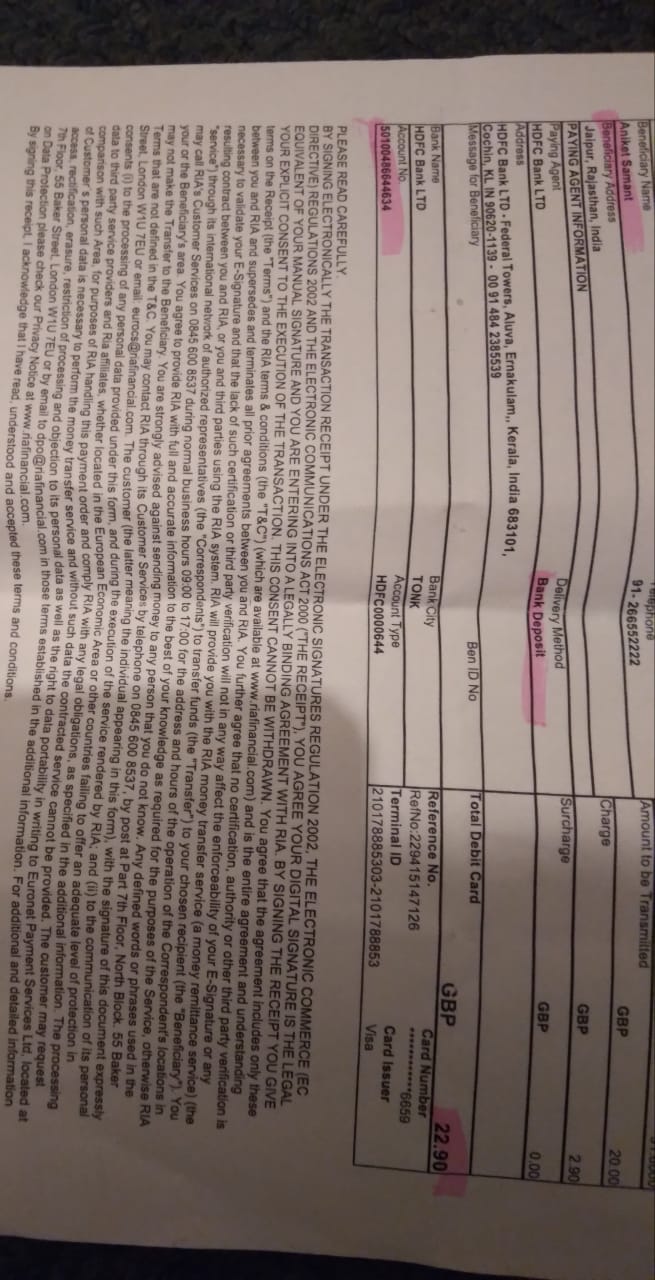 Beneficiary Name Telephone Amount to be Transmitted GBP 20.00
Aniket Samant 91- 266552222
Beneficiary Address Charge GBP 2.90
Jaipur, Rajasthan, India
PAYING AGENT INFORMATION Surcharge GBP 0.00
Paying Agent Delivery Method
HDFC Bank LTD Bank Deposit
Address
HDFC Bank LTD - Federal Towers, Aluva, Ernakulam,, Kerala, India 683101,
Cochin, KL IN 90620-1139 - 00 91 484 2385539
Message for Beneficiary Ben ID No Total Debit Card GBP 22.90
Bank Name Bank City Reference No. Card Number
HDFC Bank LTD TONK RefNo:229415147126 ************6659
Account No. Account Type Terminal ID Card Issuer
50100486644634 HDFC0000644 2101788885303-2101788853 Visa
PLEASE READ CAREFULLY.
BY SIGNING ELECTRONICALLY THE TRANSACTION RECEIPT UNDER THE ELECTRONIC SIGNATURES REGULATION 2002, THE ELECTRONIC COMMERCE (EC
DIRECTIVE) REGULATIONS 2002 AND THE ELECTRONIC COMMUNICATIONS ACT 2000 ("THE RECEIPT"), YOU AGREE YOUR DIGITAL SIGNATURE IS THE LEGAL
EQUIVALENT OF YOUR MANUAL SIGNATURE AND YOU ARE ENTERING INTO A LEGALLY BINDING AGREEMENT WITH RIA. BY SIGNING THE RECEIPT YOU GIVE
YOUR EXPLICIT CONSENT TO THE EXECUTION OF THE TRANSACTION. THIS CONSENT CANNOT BE WITHDRAWN. You agree that the agreement includes only these
terms on the Receipt (the "Terms") and the RIA terms & conditions (the "T&C") (which are available at www.riafinancial.com) and is the entire agreement and understanding
between you and RIA and supersedes and terminates all prior agreements between you and RIA. You further agree that no certification, authority or other third party verification is
necessary to validate your E-Signature and that the lack of such certification or third party verification will not in any way affect the enforceability of your E-Signature or any
resulting contract between you and RIA, or you and third parties using the RIA system. RIA will provide you with the RIA money transfer service (a money remittance service) (the
"service") through its international network of authorized representatives (the "Correspondents") to transfer funds (the "Transfer") to your chosen recipient (the "Beneficiary"). You
may call RIA's Customer Services on 0845 600 8537 during normal business hours 09:00 to 17:00 for the address and hours of the operation of the Correspondent's locations in
your or the Beneficiary's area. You agree to provide RIA with full and accurate information to the best of your knowledge as required for the purposes of the Service, otherwise RIA
may not make the Transfer to the Beneficiary. You are strongly advised against sending money to any person that you do not know. Any defined words or phrases used in the
Terms that are not defined in the T&C. You may contact RIA through its Customer Services by telephone on 0845 600 8537, by post at Part 7th Floor, North Block, 55 Baker
Street, London W1U 7EU or email: eurocs@riafinancial.com. The customer (the latter meaning the individual appearing in this form), with the signature of this document expressly
consents (i) to the processing of any personal data provided under this form, and during the execution of the service rendered by RIA; and (ii) to the communication of its personal
data to third party service providers and Ria affiliates, whether located in the European Economic Area or other countries failing to offer an adequate level of protection in
comparison with such Area, for purposes of RIA handling this payment order and comply RIA with any legal obligations, as specified in the additional information. The processing
of Customer's personal data is necessary to perform the money transfer service and without such data the contracted service cannot be provided. The customer may request
access, rectification, erasure, restriction of processing and objection to its personal data as well as the right to data portability in writing to Euronet Payment Services Ltd, located at
7th Floor, 55 Baker Street, London W1U 7EU or by email to dpo@riafinancial.com in those terms established in the additional information. For additional and detailed information
on Data Protection please check our Privacy Notice at www.riafinancial.com.
By signing this receipt, I acknowledge that I have read, understood and accepted these terms and conditions.